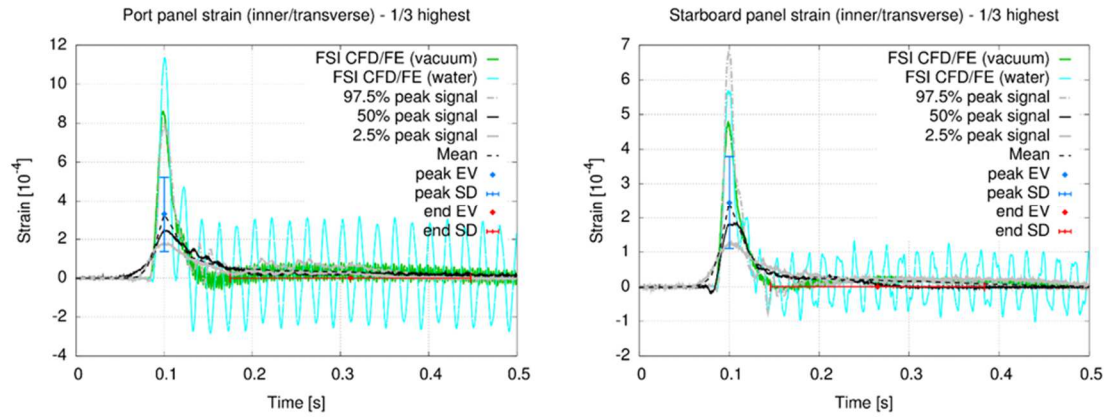 Port panel strain (inner/transverse) - 1/3 highest
12
10
8
6
4
2
0
-2
-4
Strain [10^-4]
FSI CFD/FE (vacuum)
FSI CFD/FE (water)
97.5% peak signal
50% peak signal
2.5% peak signal
Mean
peak EV
peak SD
end EV
end SD
0 0.1 0.2 0.3 0.4 0.5
Time [s]
Starboard panel strain (inner/transverse) - 1/3 highest
7
6
5
4
3
2
1
0
-1
-2
Strain [10^-4]
FSI CFD/FE (vacuum)
FSI CFD/FE (water)
97.5% peak signal
50% peak signal
2.5% peak signal
Mean
peak EV
peak SD
end EV
end SD
0 0.1 0.2 0.3 0.4 0.5
Time [s]